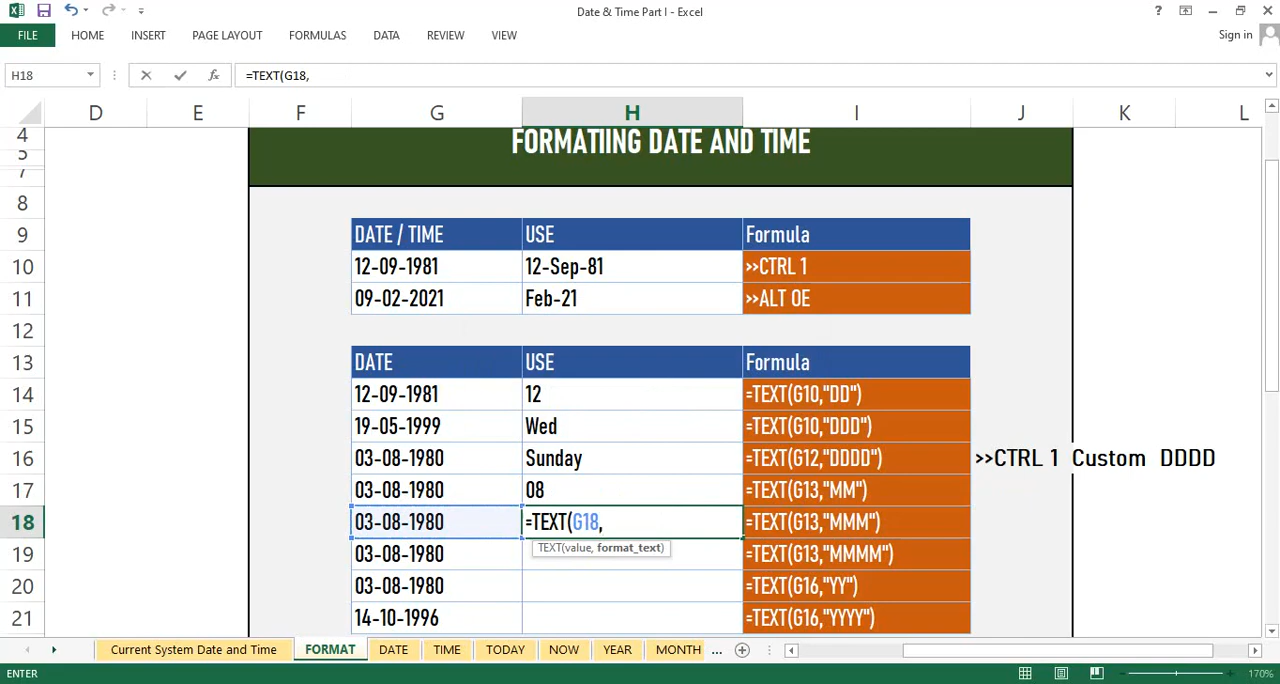 Date & Time Part I - Excel
?
FILE HOME INSERT PAGE LAYOUT FORMULAS DATA REVIEW VIEW Sign in
H18 fx =TEXT(G18,
D E F G H I J K L
4 FORMATIING DATE AND TIME
5
7
8
9 DATE / TIME USE Formula
10 12-09-1981 12-Sep-81 >>CTRL 1
11 09-02-2021 Feb-21 >>ALT OE
12
13 DATE USE Formula
14 12-09-1981 12 =TEXT(G10,"DD")
15 19-05-1999 Wed =TEXT(G10,"DDD")
16 03-08-1980 Sunday =TEXT(G12,"DDDD") >>CTRL 1 Custom DDDD
17 03-08-1980 08 =TEXT(G13,"MM")
18 03-08-1980 =TEXT(G18, =TEXT(G13,"MMM")
TEXT(value, format_text)
19 03-08-1980 =TEXT(G13,"MMMM")
20 03-08-1980 =TEXT(G16,"YY")
21 14-10-1996 =TEXT(G16,"YYYY")
Current System Date and Time FORMAT DATE TIME TODAY NOW YEAR MONTH ...
ENTER 170%